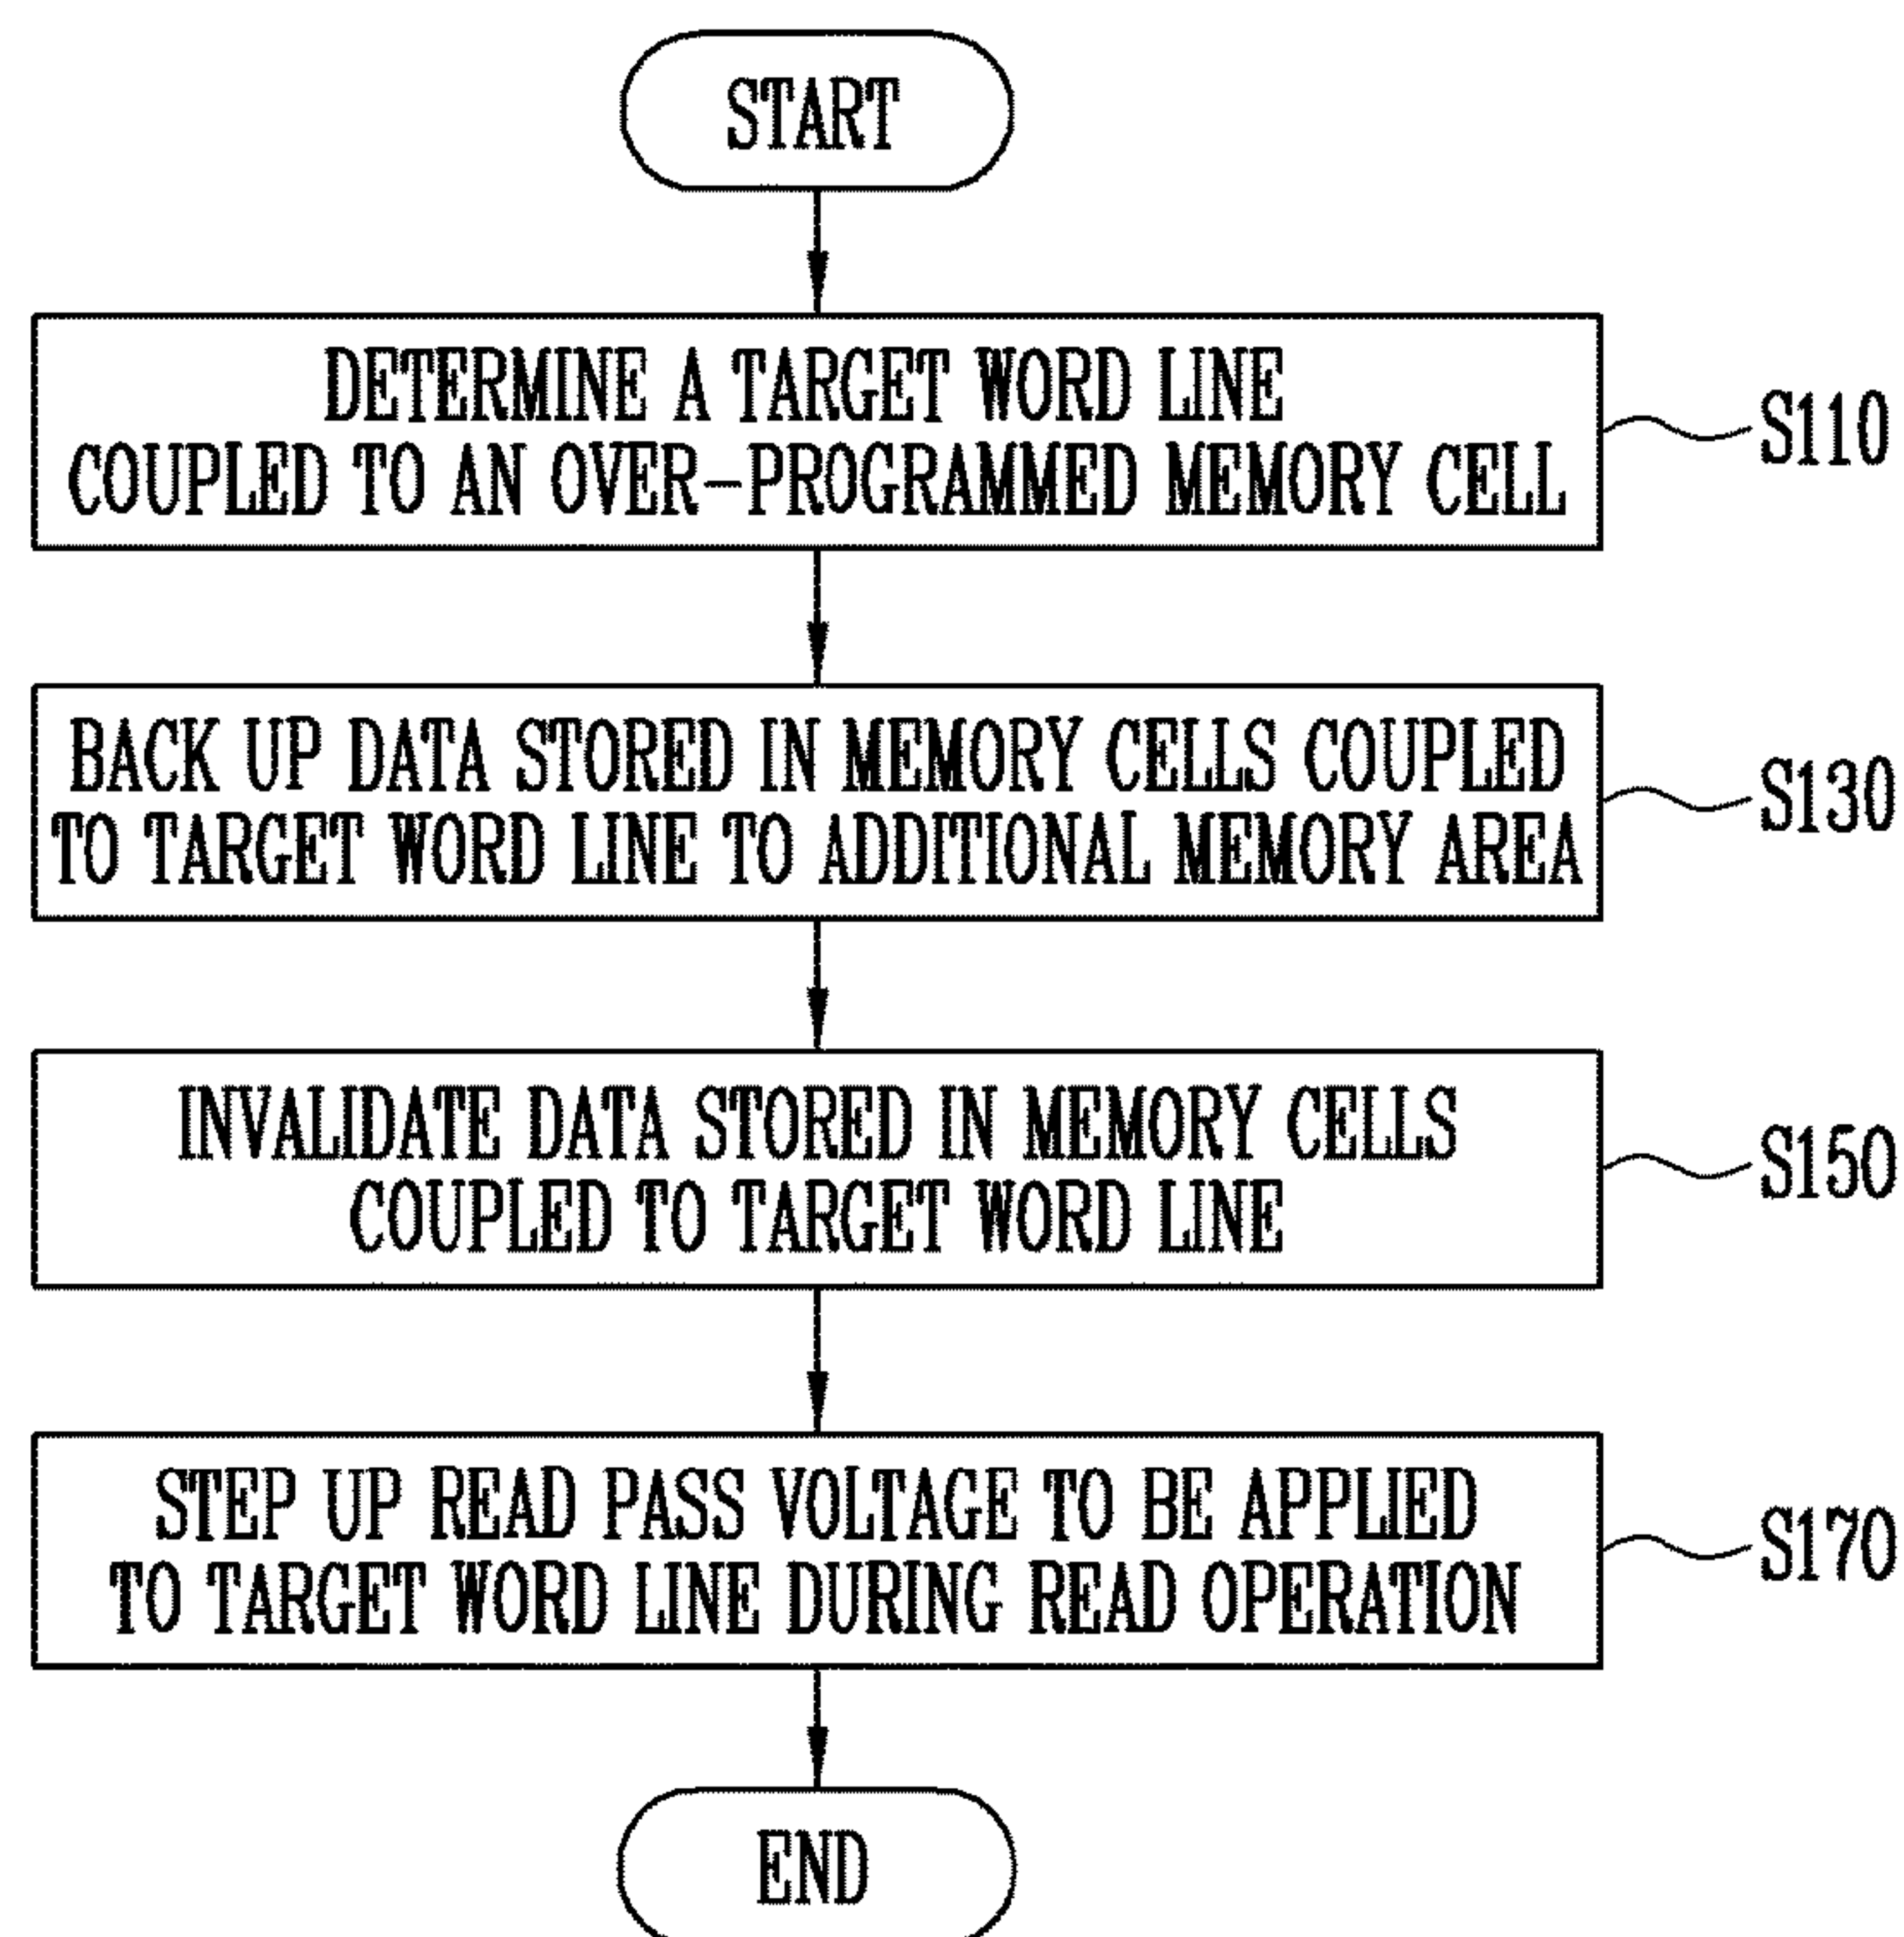 START
DETERMINE A TARGET WORD LINE
COUPLED TO AN OVER-PROGRAMMED MEMORY CELL
S110
BACK UP DATA STORED IN MEMORY CELLS COUPLED
TO TARGET WORD LINE TO ADDITIONAL MEMORY AREA
S130
INVALIDATE DATA STORED IN MEMORY CELLS
COUPLED TO TARGET WORD LINE
S150
STEP UP READ PASS VOLTAGE TO BE APPLIED
TO TARGET WORD LINE DURING READ OPERATION
S170
END